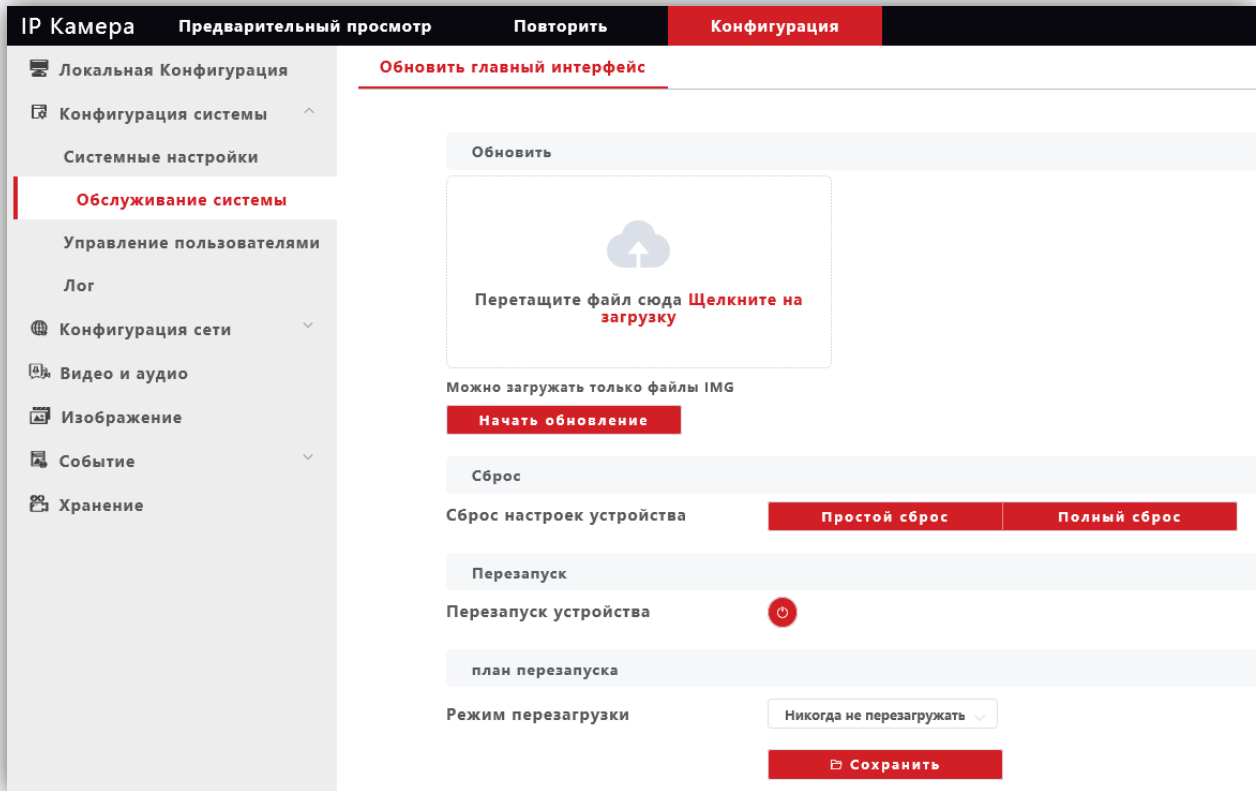 IP Камера
Предварительный просмотр
Повторить
Конфигурация
Локальная Конфигурация
Конфигурация системы
Системные настройки
Обслуживание системы
Управление пользователями
Лог
Конфигурация сети
Видео и аудио
Изображение
Событие
Хранение
Обновить главный интерфейс
Обновить
Перетащите файл сюда Щелкните на
загрузку
Можно загружать только файлы IMG
Начать обновление
Сброс
Сброс настроек устройства
Простой сброс
Полный сброс
Перезапуск
Перезапуск устройства
план перезапуска
Режим перезагрузки
Никогда не перезагружать
Сохранить